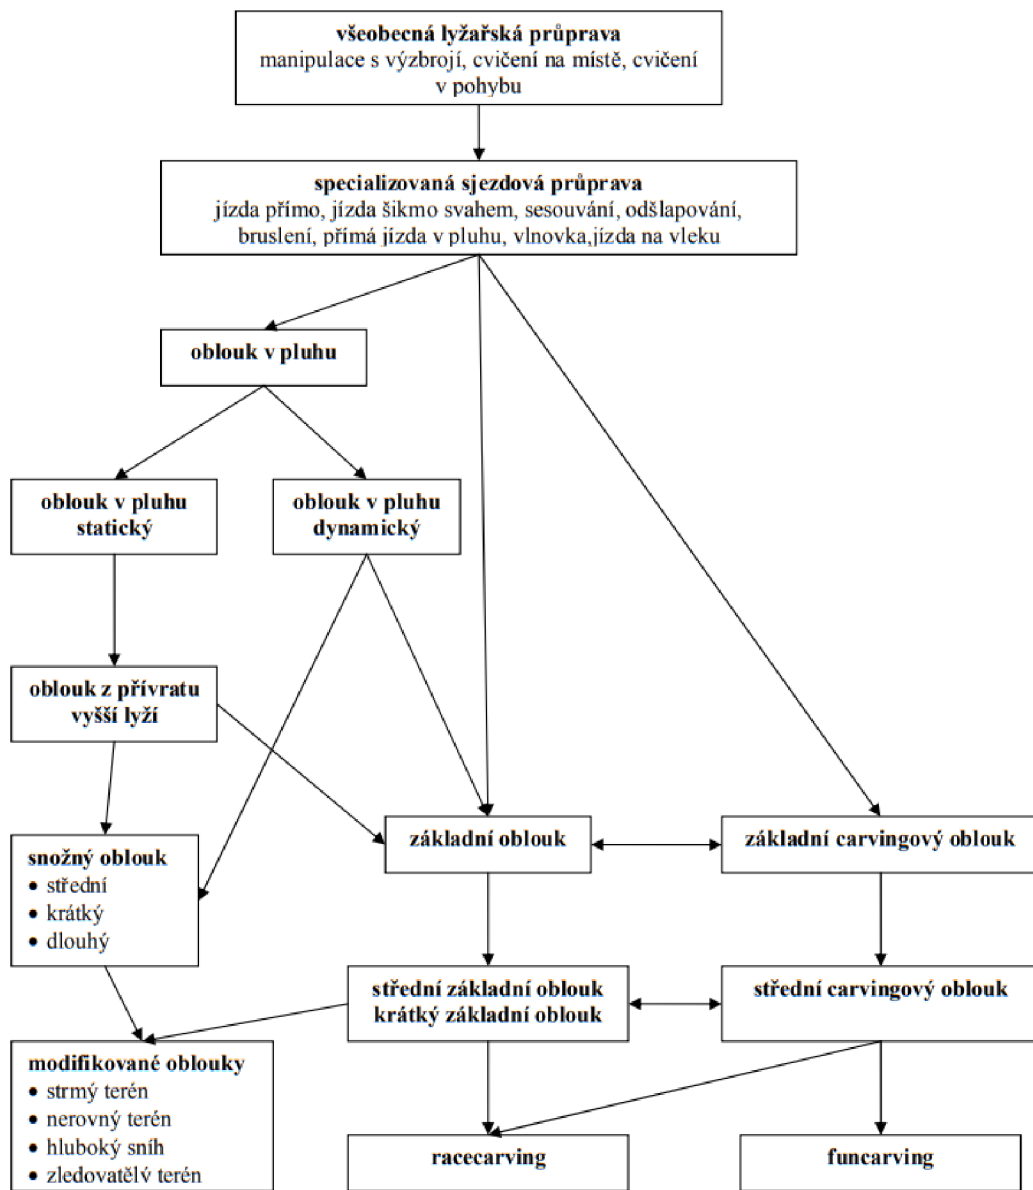 všeobecná lyžařská průprava
manipulace s výzbrojí, cvičení na místě, cvičení
v pohybu
specializovaná sjezdová průprava
jízda přímo, jízda šikmo svahem, sesouvání, odšlapování,
bruslení, přímá jízda v pluhu, vlnovka,jízda na vleku
oblouk v pluhu
oblouk v pluhu
statický
oblouk v pluhu
dynamický
oblouk z přívratu
vyšší lyží
snožný oblouk
• střední
• krátký
• dlouhý
základní oblouk
základní carvingový oblouk
střední základní oblouk
krátký základní oblouk
střední carvingový oblouk
modifikované oblouky
• strmý terén
• nerovný terén
• hluboký sníh
• zledovatělý terén
racecarving
funcarving